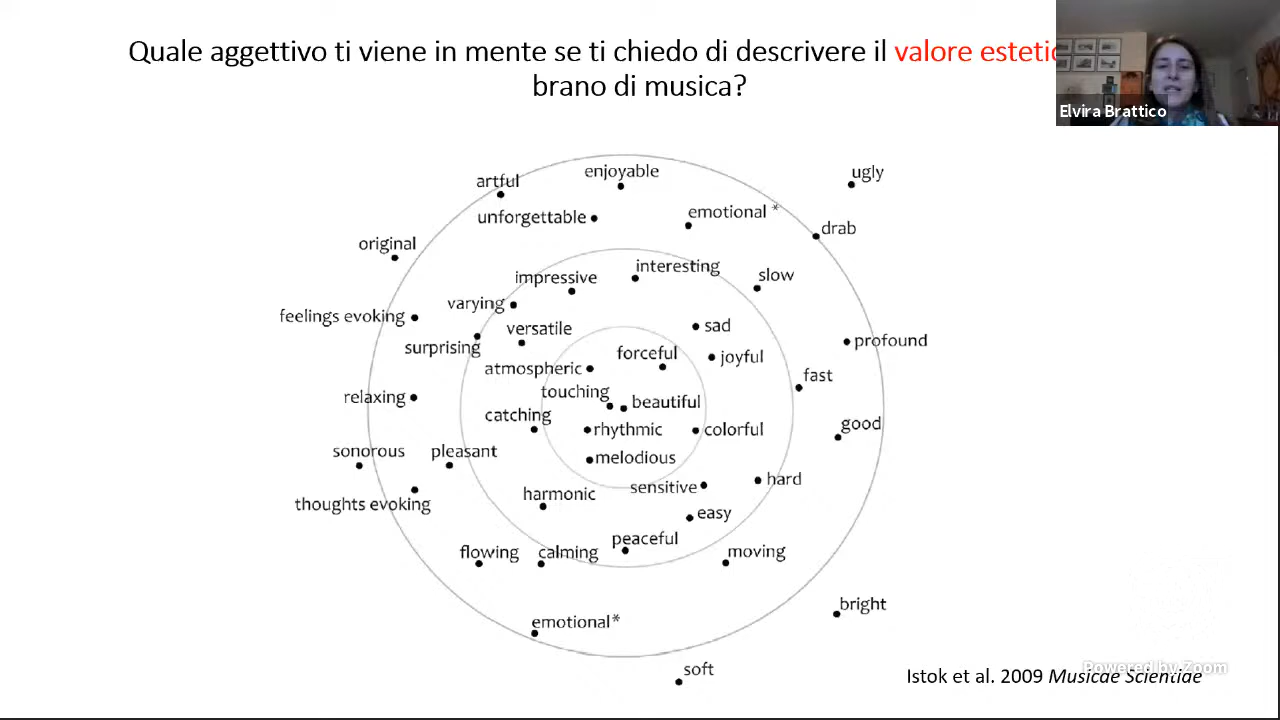 Quale aggettivo ti viene in mente se ti chiedo di descrivere il valore
brano di musica?
Elvira Brattico
enjoyable
ugly
artful
unforgettable
emotional *
drab
original
interesting
impressive
slow
varying
feelings evoking
sad
versatile
surprising
profound
forceful
joyful
atmospheric
fast
touching
relaxing
beautiful
catching
good
rhythmic
colorful
sonorous
pleasant
melodious
hard
sensitive
harmonic
thoughts evoking
easy
peaceful
flowing
calming
moving
bright
emotional*
soft
Powered by Zoom
Istok et al. 2009 Musicae Scientiae